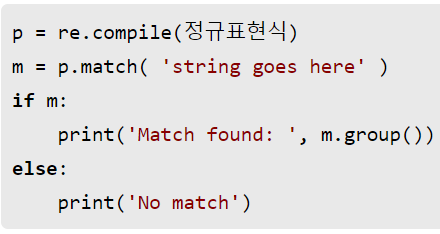 p = re.compile(정규표현식)
m = p.match( 'string goes here' )
if m:
    print('Match found: ', m.group())
else:
    print('No match')